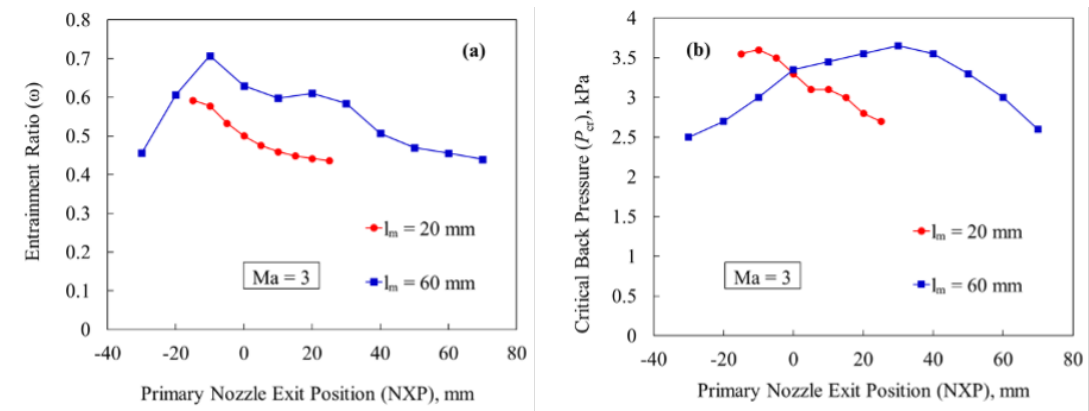 (a)
Entrainment Ratio (ω)
0.8
0.7
0.6
0.5
0.4
0.3
0.2
0.1
0
lm = 20 mm
lm = 60 mm
Ma = 3
-40 -20 0 20 40 60 80
Primary Nozzle Exit Position (NXP), mm
(b)
Critical Back Pressure (Pcr), kPa
4
3.5
3
2.5
2
1.5
1
0.5
0
lm = 20 mm
lm = 60 mm
Ma = 3
-40 -20 0 20 40 60 80
Primary Nozzle Exit Position (NXP), mm